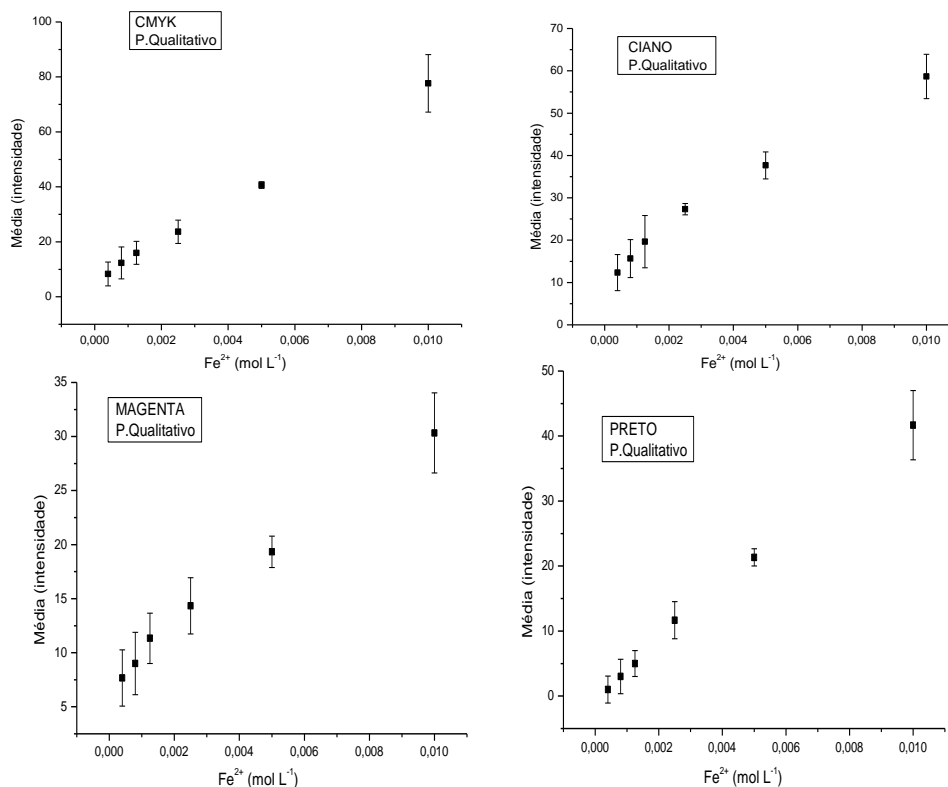 CMYK
P.Qualitativo
Média (intensidade)
100
80
60
40
20
0
0,000 0,002 0,004 0,006 0,008 0,010
Fe²⁺ (mol L⁻¹)
CIANO
P.Qualitativo
Média (intensidade)
70
60
50
40
30
20
10
0
0,000 0,002 0,004 0,006 0,008 0,010
Fe²⁺ (mol L⁻¹)
MAGENTA
P.Qualitativo
Média (intensidade)
35
30
25
20
15
10
5
0,000 0,002 0,004 0,006 0,008 0,010
Fe²⁺ (mol L⁻¹)
PRETO
P.Qualitativo
Média (intensidade)
50
40
30
20
10
0
0,000 0,002 0,004 0,006 0,008 0,010
Fe²⁺ (mol L⁻¹)